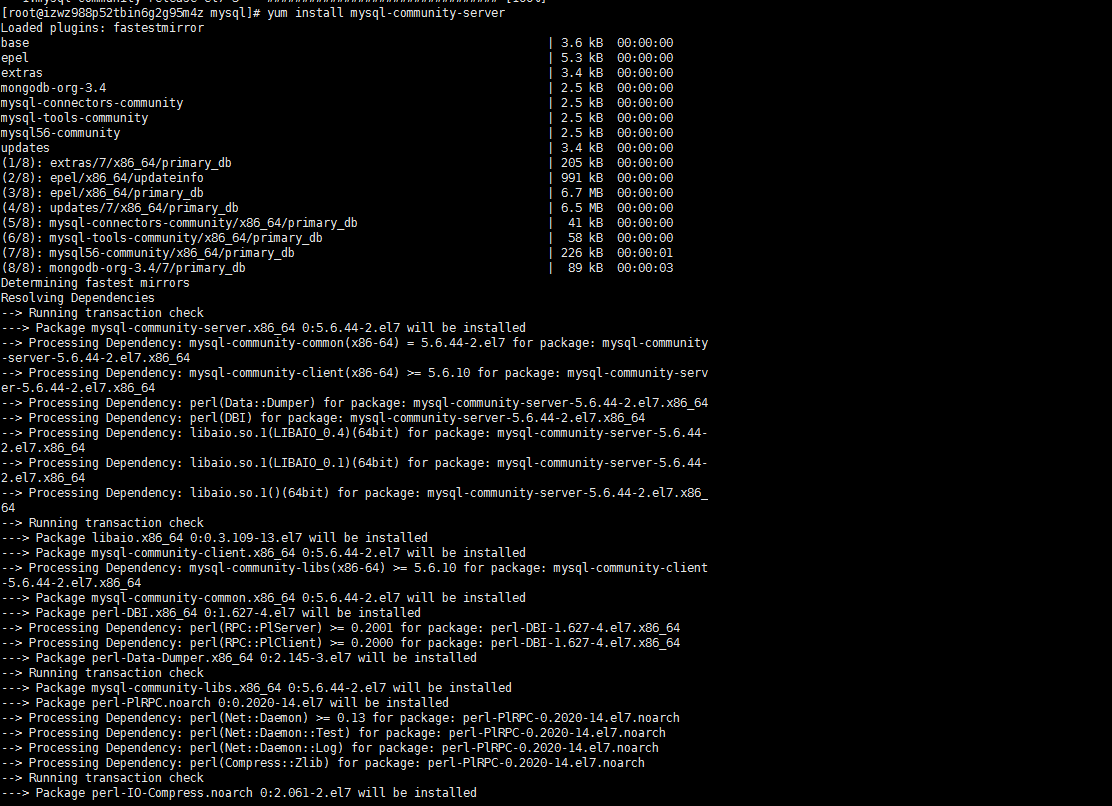 [root@izwz988p52tbin6g2g95m4z mysql]# yum install mysql-community-server
Loaded plugins: fastestmirror
base | 3.6 kB 00:00:00
epel | 5.3 kB 00:00:00
extras | 3.4 kB 00:00:00
mongodb-org-3.4 | 2.5 kB 00:00:00
mysql-connectors-community | 2.5 kB 00:00:00
mysql-tools-community | 2.5 kB 00:00:00
mysql56-community | 2.5 kB 00:00:00
updates | 3.4 kB 00:00:00
(1/8): extras/7/x86_64/primary_db | 205 kB 00:00:00
(2/8): epel/x86_64/updateinfo | 991 kB 00:00:00
(3/8): epel/x86_64/primary_db | 6.7 MB 00:00:00
(4/8): updates/7/x86_64/primary_db | 6.5 MB 00:00:00
(5/8): mysql-connectors-community/x86_64/primary_db | 41 kB 00:00:00
(6/8): mysql-tools-community/x86_64/primary_db | 58 kB 00:00:00
(7/8): mysql56-community/x86_64/primary_db | 226 kB 00:00:01
(8/8): mongodb-org-3.4/7/primary_db | 89 kB 00:00:03
Determining fastest mirrors
Resolving Dependencies
--> Running transaction check
---> Package mysql-community-server.x86_64 0:5.6.44-2.el7 will be installed
--> Processing Dependency: mysql-community-common(x86-64) = 5.6.44-2.el7 for package: mysql-community
-server-5.6.44-2.el7.x86_64
--> Processing Dependency: mysql-community-client(x86-64) >= 5.6.10 for package: mysql-community-serv
er-5.6.44-2.el7.x86_64
--> Processing Dependency: perl(Data::Dumper) for package: mysql-community-server-5.6.44-2.el7.x86_64
--> Processing Dependency: perl(DBI) for package: mysql-community-server-5.6.44-2.el7.x86_64
--> Processing Dependency: libaio.so.1(LIBAIO_0.4)(64bit) for package: mysql-community-server-5.6.44-
2.el7.x86_64
--> Processing Dependency: libaio.so.1(LIBAIO_0.1)(64bit) for package: mysql-community-server-5.6.44-
2.el7.x86_64
--> Processing Dependency: libaio.so.1()(64bit) for package: mysql-community-server-5.6.44-2.el7.x86_
64
--> Running transaction check
---> Package libaio.x86_64 0:0.3.109-13.el7 will be installed
---> Package mysql-community-client.x86_64 0:5.6.44-2.el7 will be installed
--> Processing Dependency: mysql-community-libs(x86-64) >= 5.6.10 for package: mysql-community-client
-5.6.44-2.el7.x86_64
---> Package mysql-community-common.x86_64 0:5.6.44-2.el7 will be installed
---> Package perl-DBI.x86_64 0:1.627-4.el7 will be installed
--> Processing Dependency: perl(RPC::PlServer) >= 0.2001 for package: perl-DBI-1.627-4.el7.x86_64
--> Processing Dependency: perl(RPC::PlClient) >= 0.2000 for package: perl-DBI-1.627-4.el7.x86_64
---> Package perl-Data-Dumper.x86_64 0:2.145-3.el7 will be installed
--> Running transaction check
---> Package mysql-community-libs.x86_64 0:5.6.44-2.el7 will be installed
---> Package perl-PlRPC.noarch 0:0.2020-14.el7 will be installed
--> Processing Dependency: perl(Net::Daemon) >= 0.13 for package: perl-PlRPC-0.2020-14.el7.noarch
--> Processing Dependency: perl(Net::Daemon::Test) for package: perl-PlRPC-0.2020-14.el7.noarch
--> Processing Dependency: perl(Net::Daemon::Log) for package: perl-PlRPC-0.2020-14.el7.noarch
--> Processing Dependency: perl(Compress::Zlib) for package: perl-PlRPC-0.2020-14.el7.noarch
--> Running transaction check
---> Package perl-IO-Compress.noarch 0:2.061-2.el7 will be installed